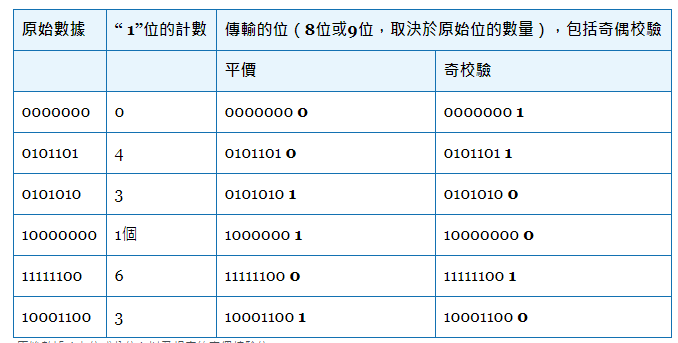 原始數據 “ 1”位的計數 傳輸的位（8位或9位，取決於原始位的數量），包括奇偶校驗
平價 奇校驗
0000000 0 0000000 0 0000000 1
0101101 4 0101101 0 0101101 1
0101010 3 0101010 1 0101010 0
10000000 1個 1000000 1 10000000 0
11111100 6 11111100 0 11111100 1
10001100 3 10001100 1 10001100 0